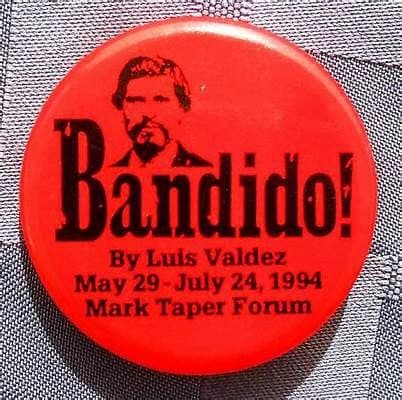 Bandido!
By Luis Valdez
May 29-July 24, 1994
Mark Taper Forum